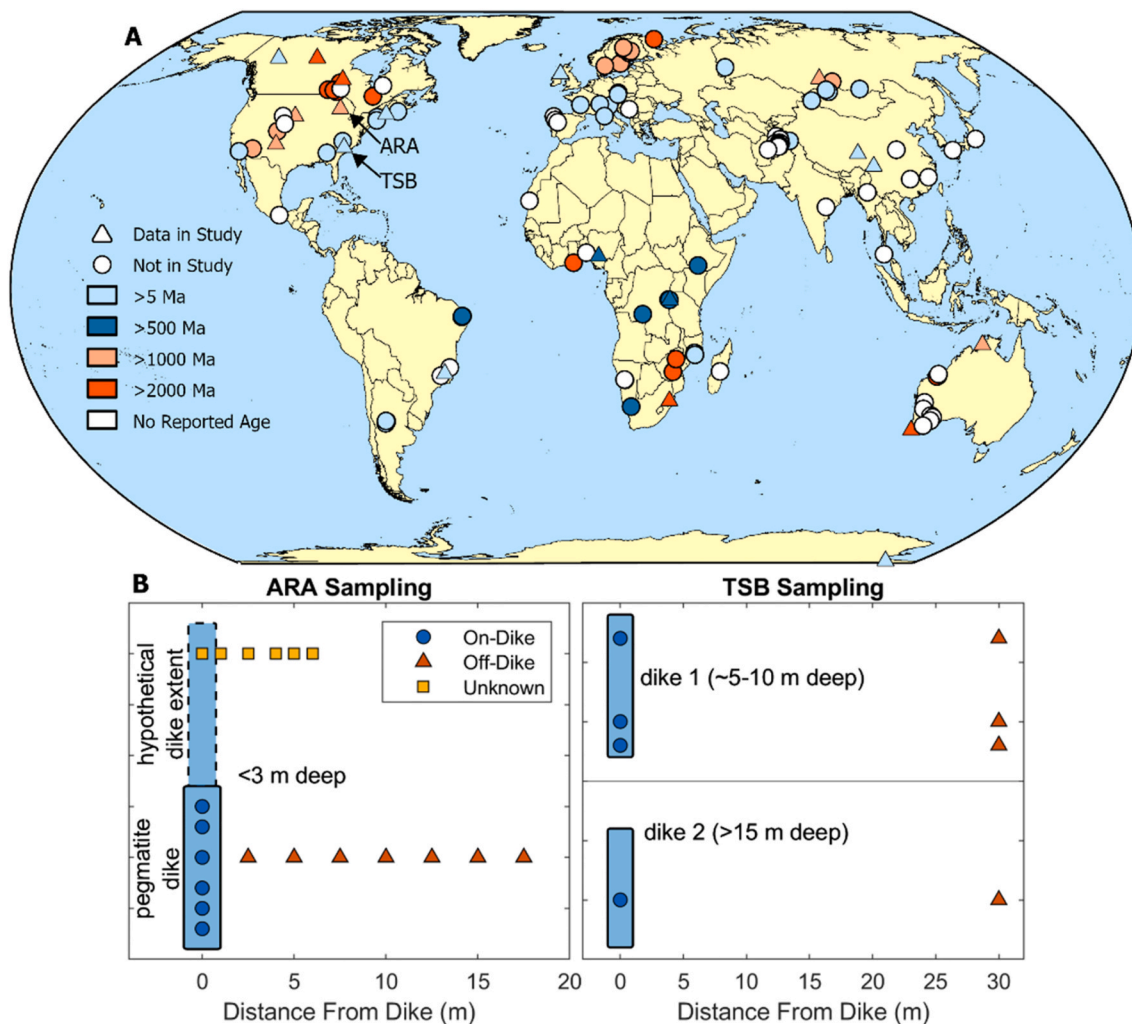 A
ARA
TSB
Data in Study
Not in Study
>5 Ma
>500 Ma
>1000 Ma
>2000 Ma
No Reported Age
B
ARA Sampling
TSB Sampling
hypothetical
dike extent
pegmatite
dike
On-Dike
Off-Dike
Unknown
<3 m deep
dike 1 (~5-10 m deep)
dike 2 (>15 m deep)
0 5 10 15 20
0 5 10 15 20 25 30
Distance From Dike (m)
Distance From Dike (m)